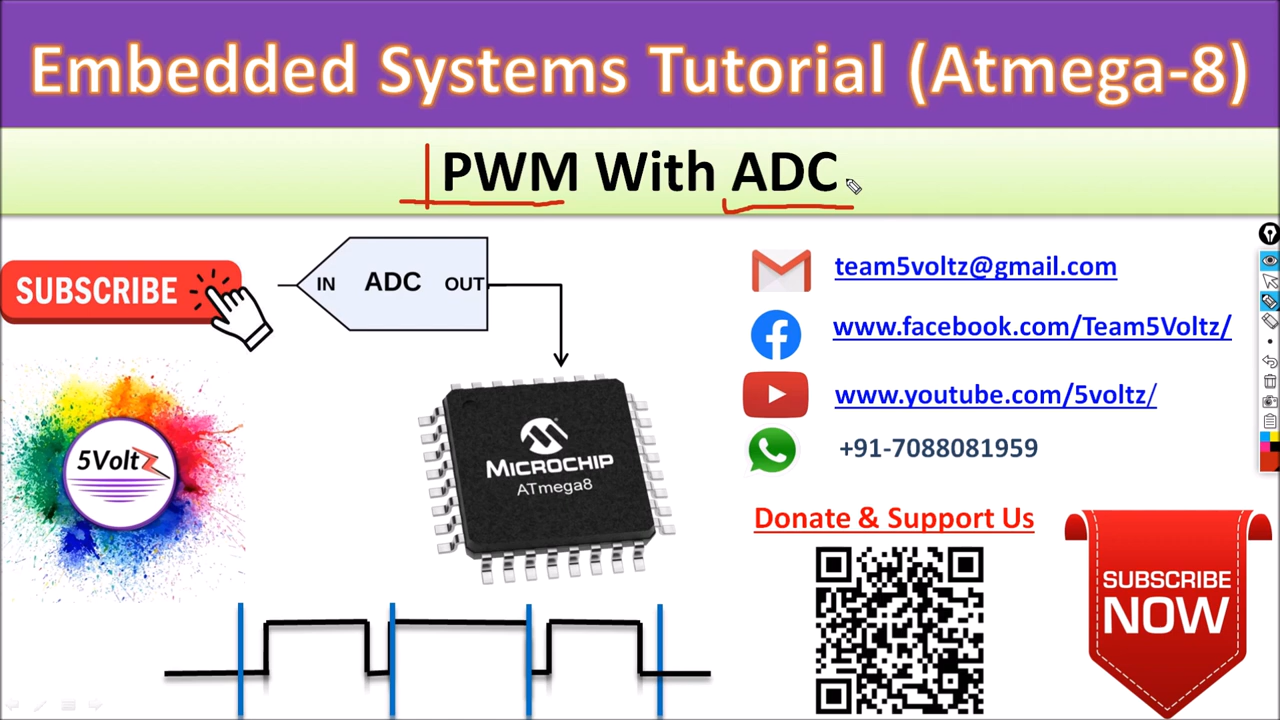 Embedded Systems Tutorial (Atmega-8)
PWM With ADC
SUBSCRIBE
IN ADC OUT
team5voltz@gmail.com
www.facebook.com/Team5Voltz/
www.youtube.com/5voltz/
+91-7088081959
5VoltZ
MICROCHIP
ATmega8
Donate & Support Us
SUBSCRIBE
NOW